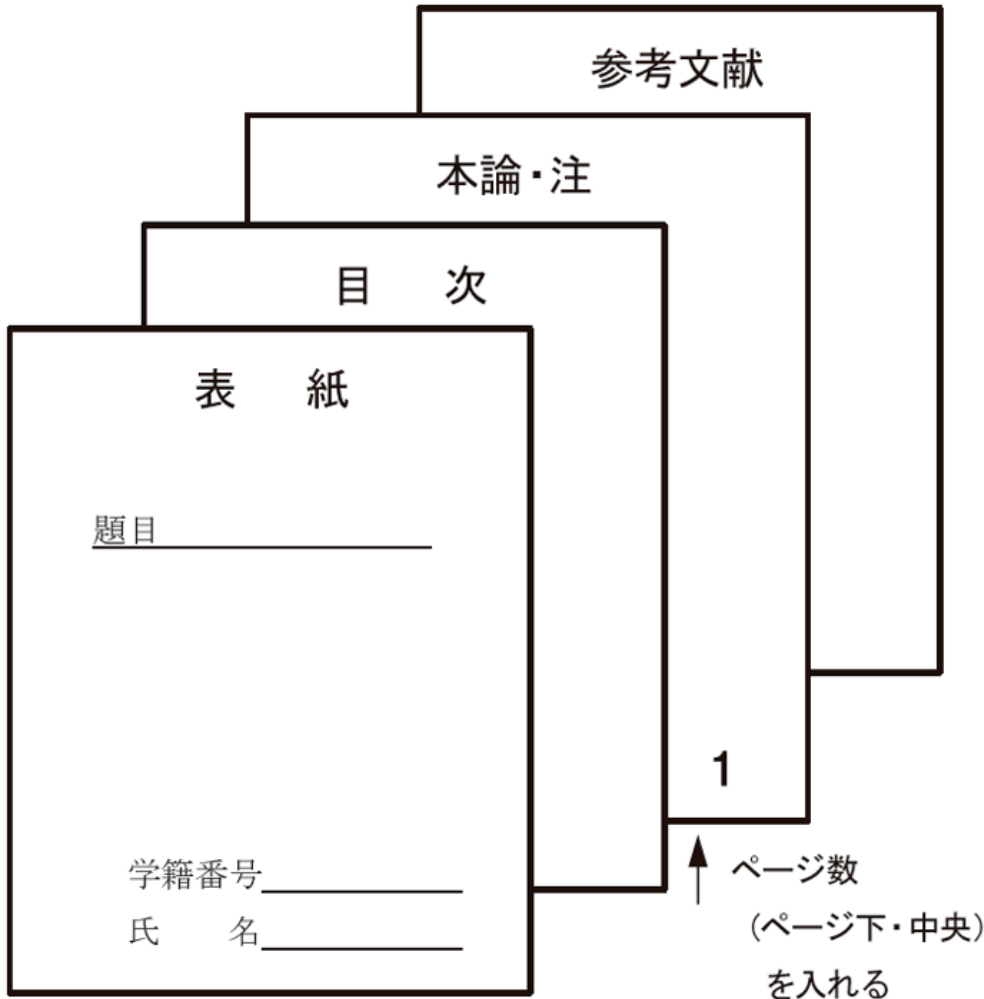 参考文献
本論・注
目　次
表　紙
題目
学籍番号
氏　名
1
ページ数
（ページ下・中央）
を入れる